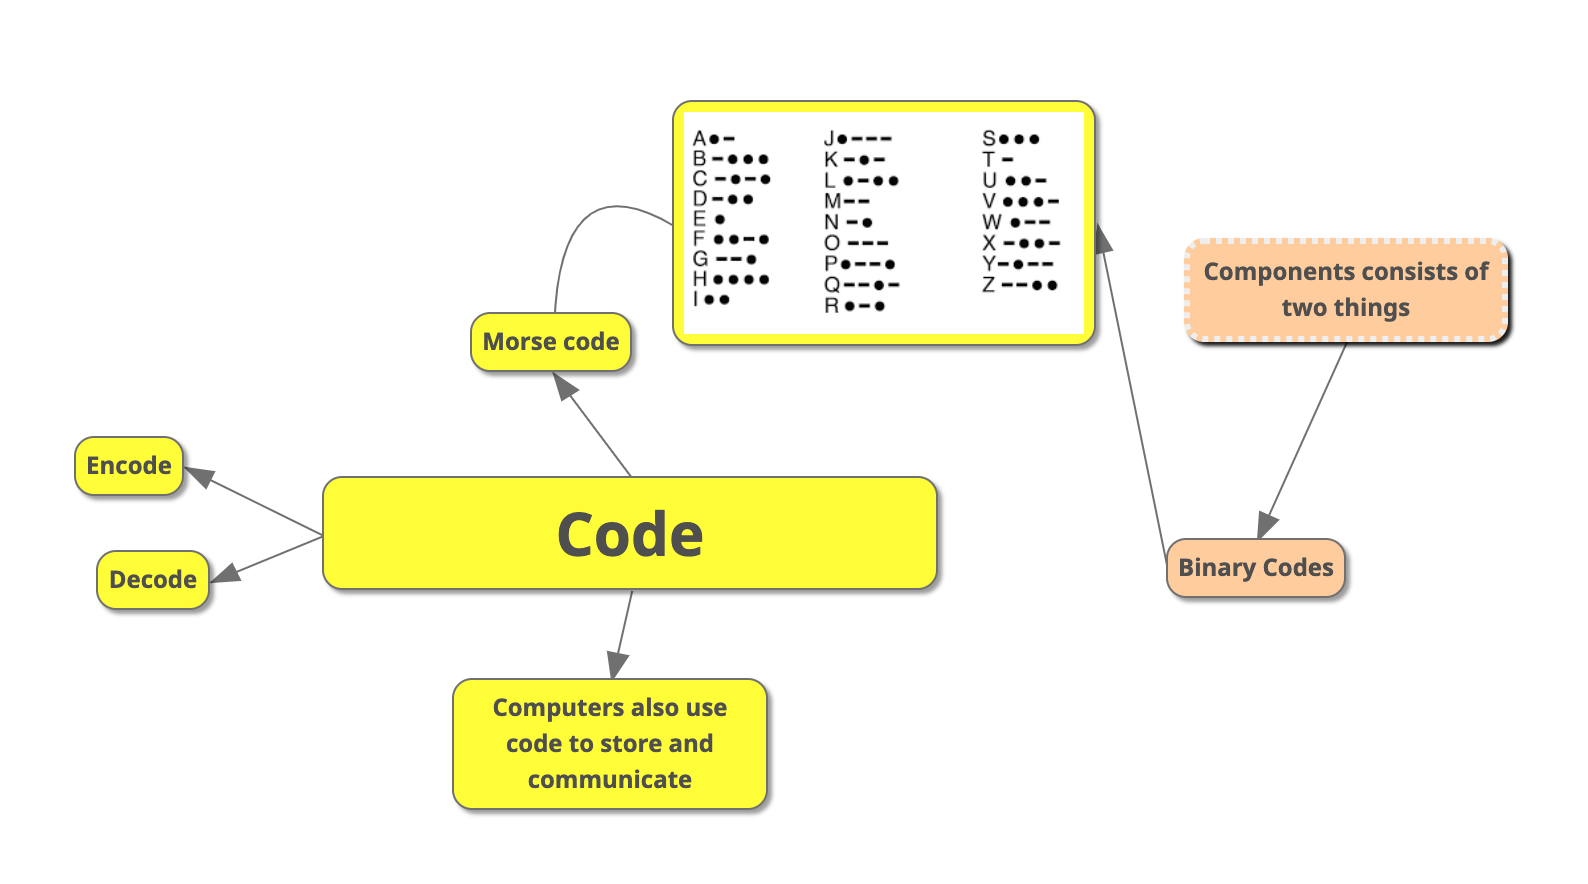 A●-
B-●●●
C-●-●
D-●●
E●
F●●-●
G--●
H●●●●
I●●
J●---
K-●-
L●-●●
M--
N-●
O---
P●--●
Q--●-
R●-●
S●●●
T-
U●●-
V●●●-
W●--
X-●●-
Y-●--
Z--●●
Components consists of
two things
Morse code
Encode
Code
Decode
Binary Codes
Computers also use
code to store and
communicate